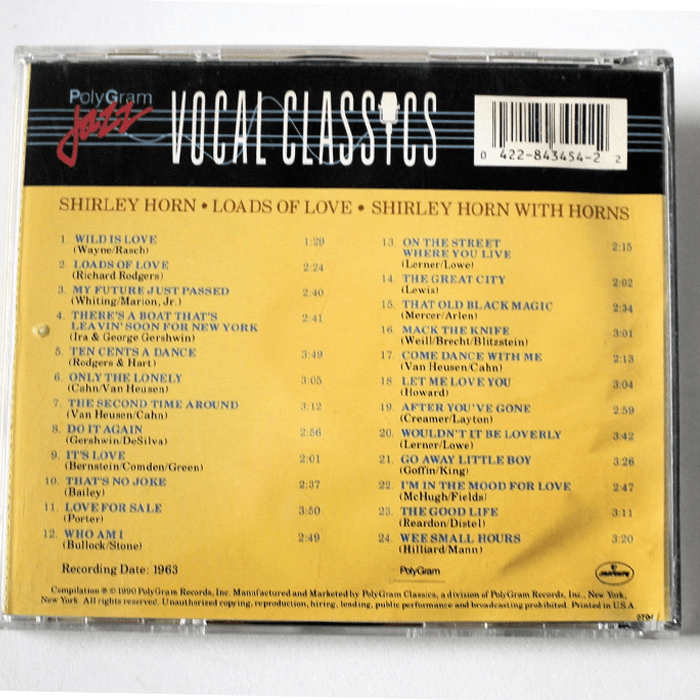 PolyGram
jazz
VOCAL CLASSICS
0 422-843454-2 2
SHIRLEY HORN • LOADS OF LOVE • SHIRLEY HORN WITH HORNS
1. WILD IS LOVE 1:29
(Wayne/Rasch)
2. LOADS OF LOVE 2:24
(Richard Rodgers)
3. MY FUTURE JUST PASSED 2:40
(Whiting/Marion, Jr.)
4. THERE'S A BOAT THAT'S 2:41
LEAVIN' SOON FOR NEW YORK
(Ira & George Gershwin)
5. TEN CENTS A DANCE 3:49
(Rodgers & Hart)
6. ONLY THE LONELY 3:05
(Cahn/Van Heusen)
7. THE SECOND TIME AROUND 3:12
(Van Heusen/Cahn)
8. DO IT AGAIN 2:56
(Gershwin/DeSilva)
9. IT'S LOVE 2:01
(Bernstein/Comden/Green)
10. THAT'S NO JOKE 2:37
(Bailey)
11. LOVE FOR SALE 3:50
(Porter)
12. WHO AM I 2:49
(Bullock/Stone)
Recording Date: 1963
13. ON THE STREET 2:15
WHERE YOU LIVE
(Lerner/Lowe)
14. THE GREAT CITY 2:02
(Lewis)
15. THAT OLD BLACK MAGIC 2:34
(Mercer/Arlen)
16. MACK THE KNIFE 3:01
(Weill/Brecht/Blitzstein)
17. COME DANCE WITH ME 2:13
(Van Heusen/Cahn)
18. LET ME LOVE YOU 3:04
(Howard)
19. AFTER YOU'VE GONE 2:59
(Creamer/Layton)
20. WOULDN'T IT BE LOVERLY 3:42
(Lerner/Lowe)
21. GO AWAY LITTLE BOY 3:26
(Goffin/King)
22. I'M IN THE MOOD FOR LOVE 2:47
(McHugh/Fields)
23. THE GOOD LIFE 3:11
(Reardon/Distel)
24. WEE SMALL HOURS 3:20
(Hilliard/Mann)
PolyGram
Compilation ℗ © 1990 PolyGram Records, Inc. Manufactured and Marketed by PolyGram Classics, a division of PolyGram Records, Inc., New York,
New York. All rights reserved. Unauthorized copying, reproduction, hiring, lending, public performance and broadcasting prohibited. Printed in U.S.A.